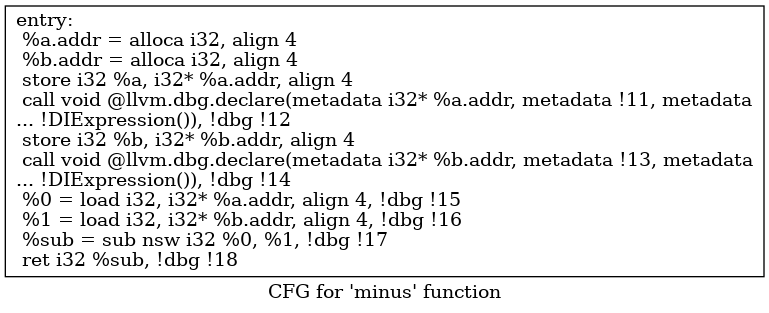 entry:
%a.addr = alloca i32, align 4
%b.addr = alloca i32, align 4
store i32 %a, i32* %a.addr, align 4
call void @llvm.dbg.declare(metadata i32* %a.addr, metadata !11, metadata
... !DIExpression()), !dbg !12
store i32 %b, i32* %b.addr, align 4
call void @llvm.dbg.declare(metadata i32* %b.addr, metadata !13, metadata
... !DIExpression()), !dbg !14
%0 = load i32, i32* %a.addr, align 4, !dbg !15
%1 = load i32, i32* %b.addr, align 4, !dbg !16
%sub = sub nsw i32 %0, %1, !dbg !17
ret i32 %sub, !dbg !18
CFG for 'minus' function